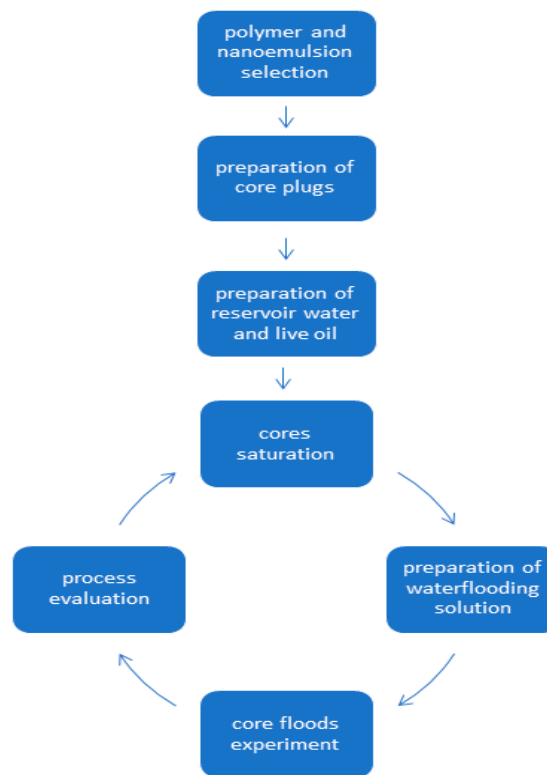 polymer and
nanoemulsion
selection
preparation of
core plugs
preparation of
reservoir water
and live oil
cores
saturation
preparation of
waterflooding
solution
core floods
experiment
process
evaluation